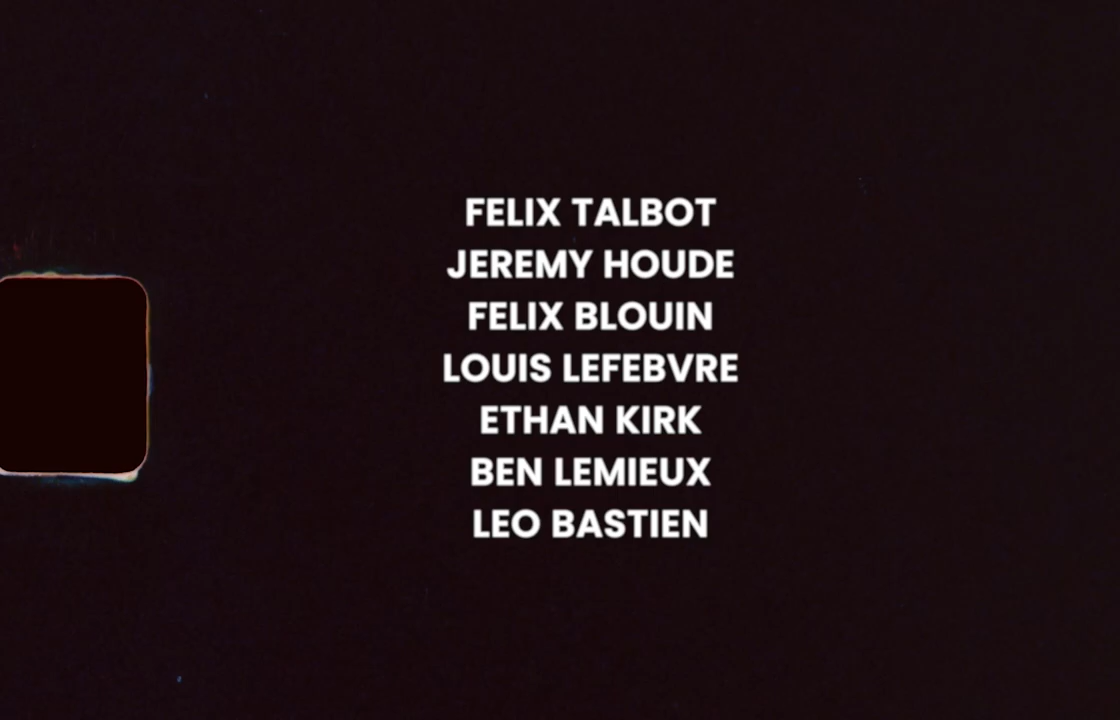 FELIX TALBOT
JEREMY HOUDE
FELIX BLOUIN
LOUIS LEFEBVRE
ETHAN KIRK
BEN LEMIEUX
LEO BASTIEN